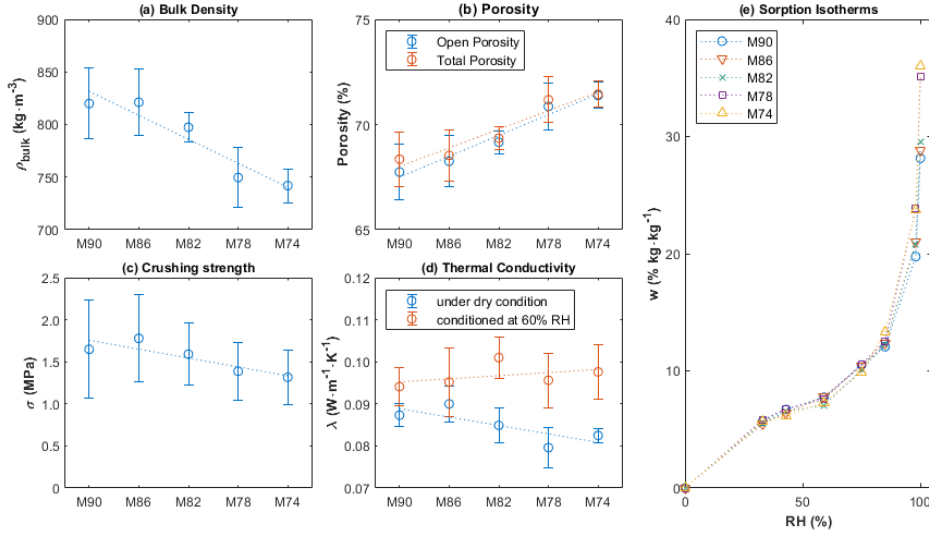 (a) Bulk Density
900
850
800
750
700
ρbulk (kg·m⁻³)
M90 M86 M82 M78 M74
(b) Porosity
Open Porosity
Total Porosity
75
70
65
Porosity (%)
M90 M86 M82 M78 M74
(c) Crushing strength
2.5
2.0
1.5
1.0
0.5
0
σ (MPa)
M90 M86 M82 M78 M74
(d) Thermal Conductivity
under dry condition
conditioned at 60% RH
0.12
0.11
0.10
0.09
0.08
0.07
λ (W·m⁻¹·K⁻¹)
M90 M86 M82 M78 M74
(e) Sorption Isotherms
M90
M86
M82
M78
M74
40
30
20
10
0
w (% kg·kg⁻¹)
0 50 100
RH (%)